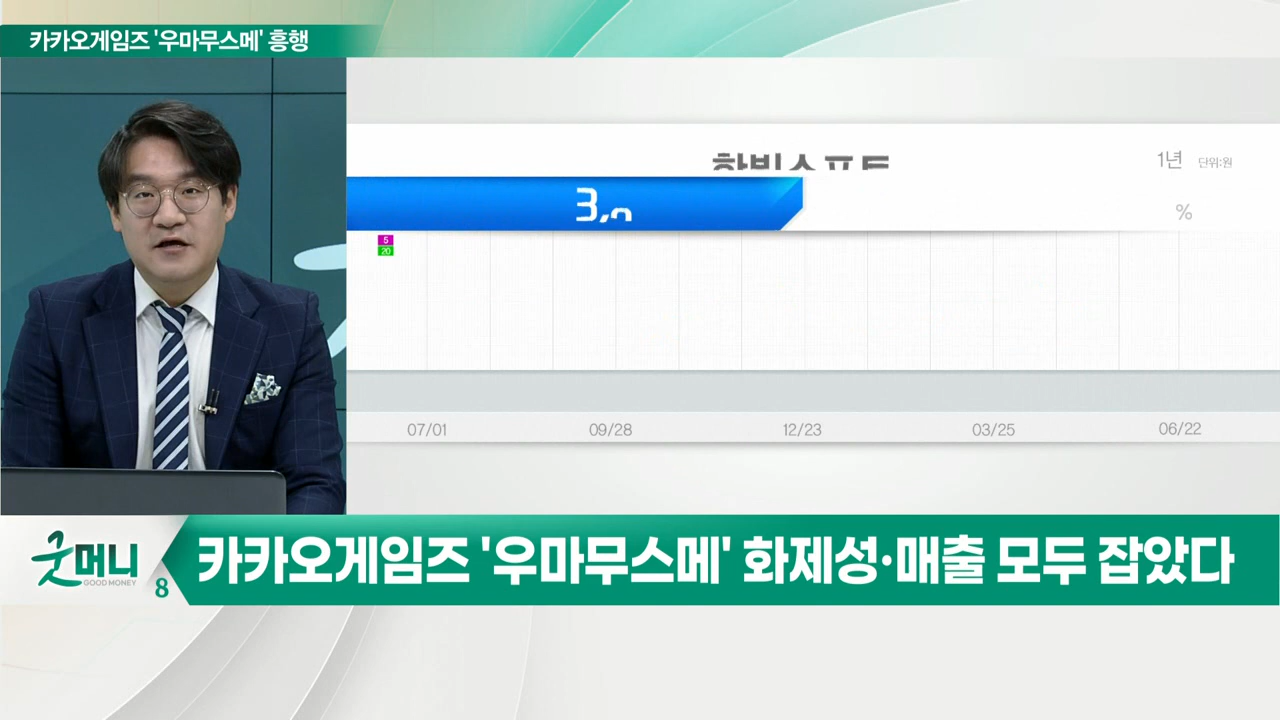 카카오게임즈 '우마무스메' 흥행
1년 단위:원
%
5
20
07/01 09/28 12/23 03/25 06/22
굿머니
GOOD MONEY
8
카카오게임즈 '우마무스메' 화제성·매출 모두 잡았다